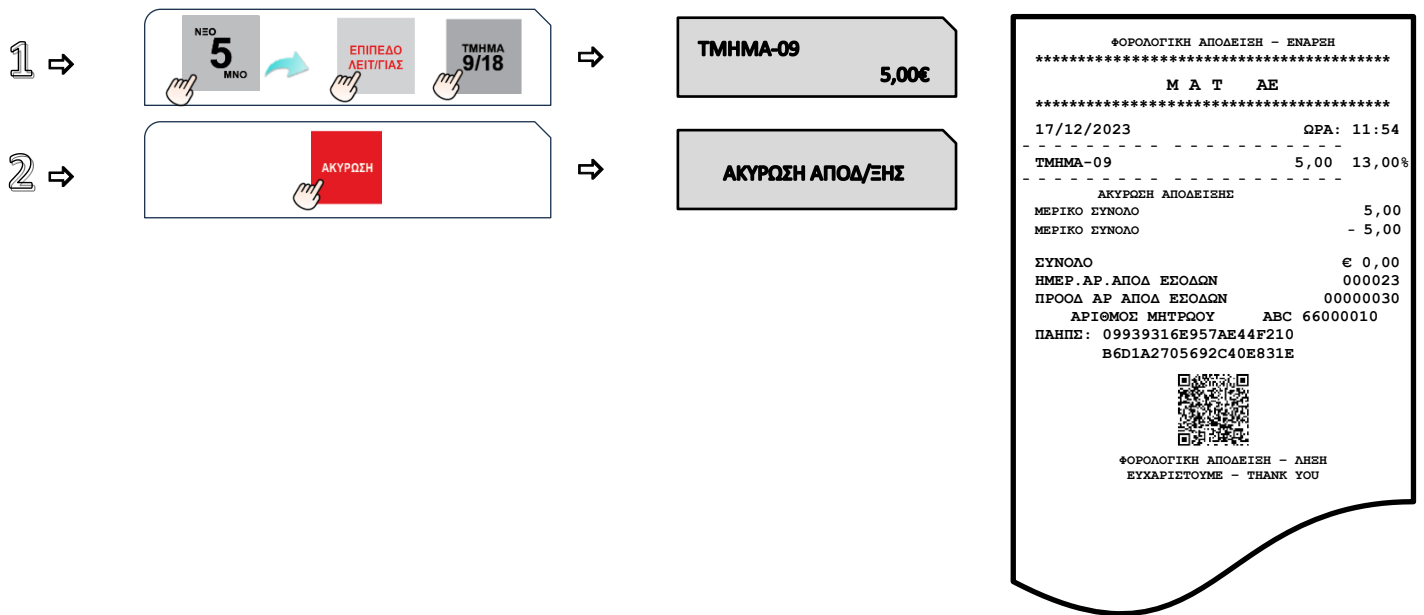 1
ΝΞΟ
5
ΜΝΟ
ΕΠΙΠΕΔΟ
ΛΕΙΤ/ΓΙΑΣ
ΤΜΗΜΑ
9/18
ΤΜΗΜΑ-09
5,00€
2
ΑΚΥΡΩΣΗ
ΑΚΥΡΩΣΗ ΑΠΟΔ/ΞΗΣ
ΦΟΡΟΛΟΓΙΚΗ ΑΠΟΔΕΙΞΗ – ΕΝΑΡΞΗ
******************************************
Μ Α Τ ΑΕ
******************************************
17/12/2023 ΩΡΑ: 11:54
- - - - - - - - - - - - - - - - - - - -
ΤΜΗΜΑ-09 5,00 13,00%
- - - - - - - - - - - - - - - - - - - -
ΑΚΥΡΩΣΗ ΑΠΟΔΕΙΞΗΣ
ΜΕΡΙΚΟ ΣΥΝΟΛΟ 5,00
ΜΕΡΙΚΟ ΣΥΝΟΛΟ - 5,00
ΣΥΝΟΛΟ € 0,00
ΗΜΕΡ.ΑΡ.ΑΠΟΔ ΕΣΟΔΩΝ 000023
ΠΡΟΟΔ ΑΡ ΑΠΟΔ ΕΣΟΔΩΝ 00000030
ΑΡΙΘΜΟΣ ΜΗΤΡΩΟΥ ABC 66000010
ΠΑΗΠΣ: 09939316E957AE44F210
B6D1A2705692C40E831E
ΦΟΡΟΛΟΓΙΚΗ ΑΠΟΔΕΙΞΗ – ΛΗΞΗ
ΕΥΧΑΡΙΣΤΟΥΜΕ – THANK YOU